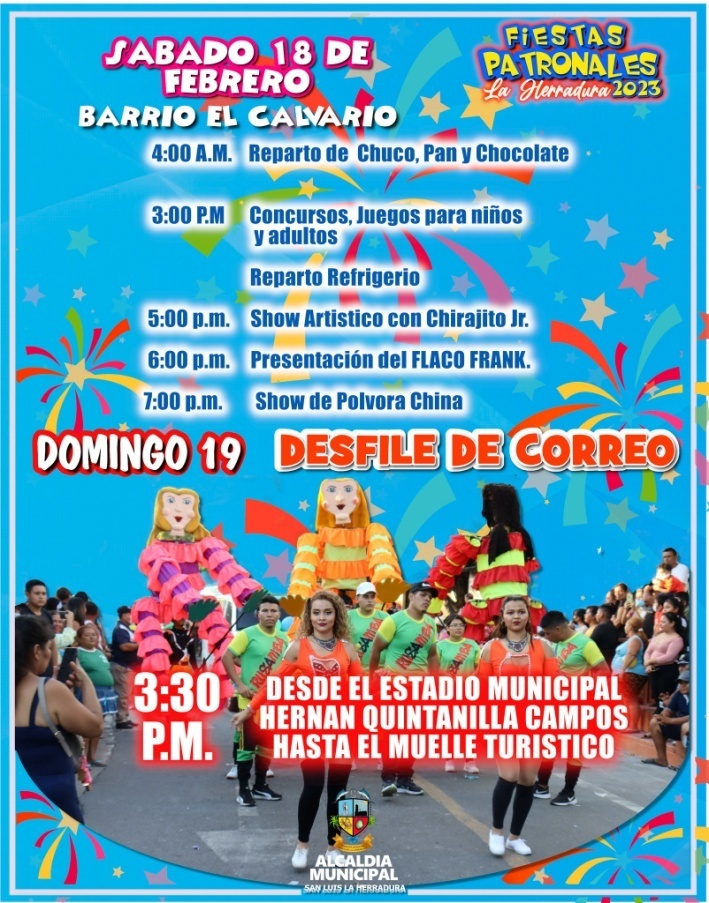 SABADO 18 DE
FEBRERO
FIESTAS
PATRONALES
La Herradura 2023
BARRIO EL CALVARIO
4:00 A.M. Reparto de Chuco, Pan y Chocolate
3:00 P.M Concursos, Juegos para niños
y adultos
Reparto Refrigerio
5:00 p.m. Show Artistico con Chirajito Jr.
6:00 p.m. Presentación del FLACO FRANK.
7:00 p.m. Show de Polvora China
DOMINGO 19 DESFILE DE CORREO
3:30
P.M.
DESDE EL ESTADIO MUNICIPAL
HERNAN QUINTANILLA CAMPOS
HASTA EL MUELLE TURISTICO
ALCALDIA
MUNICIPAL
SAN LUIS LA HERRADURA